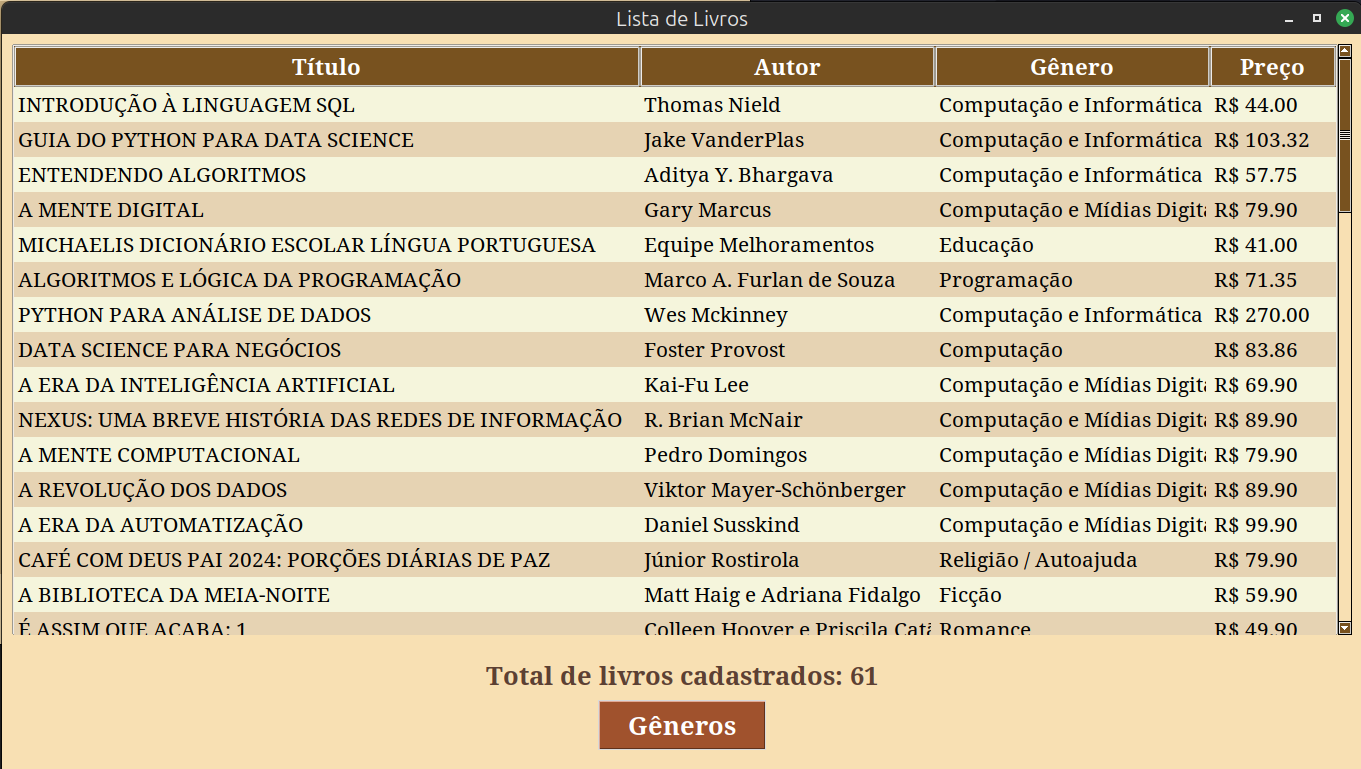 Lista de Livros
Título Autor Gênero Preço
INTRODUÇÃO À LINGUAGEM SQL Thomas Nield Computação e Informática R$ 44.00
GUIA DO PYTHON PARA DATA SCIENCE Jake VanderPlas Computação e Informática R$ 103.32
ENTENDENDO ALGORITMOS Aditya Y. Bhargava Computação e Informática R$ 57.75
A MENTE DIGITAL Gary Marcus Computação e Mídias Digita R$ 79.90
MICHAELIS DICIONÁRIO ESCOLAR LÍNGUA PORTUGUESA Equipe Melhoramentos Educação R$ 41.00
ALGORITMOS E LÓGICA DA PROGRAMAÇÃO Marco A. Furlan de Souza Programação R$ 71.35
PYTHON PARA ANÁLISE DE DADOS Wes Mckinney Computação e Informática R$ 270.00
DATA SCIENCE PARA NEGÓCIOS Foster Provost Computação R$ 83.86
A ERA DA INTELIGÊNCIA ARTIFICIAL Kai-Fu Lee Computação e Mídias Digita R$ 69.90
NEXUS: UMA BREVE HISTÓRIA DAS REDES DE INFORMAÇÃO R. Brian McNair Computação e Mídias Digita R$ 89.90
A MENTE COMPUTACIONAL Pedro Domingos Computação e Mídias Digita R$ 79.90
A REVOLUÇÃO DOS DADOS Viktor Mayer-Schönberger Computação e Mídias Digita R$ 89.90
A ERA DA AUTOMATIZAÇÃO Daniel Susskind Computação e Mídias Digita R$ 99.90
CAFÉ COM DEUS PAI 2024: PORÇÕES DIÁRIAS DE PAZ Júnior Rostirola Religião / Autoajuda R$ 79.90
A BIBLIOTECA DA MEIA-NOITE Matt Haig e Adriana Fidalgo Ficção R$ 59.90
É ASSIM QUE ACABA: 1 Colleen Hoover e Priscila Catã Romance R$ 49.90
Total de livros cadastrados: 61
Gêneros